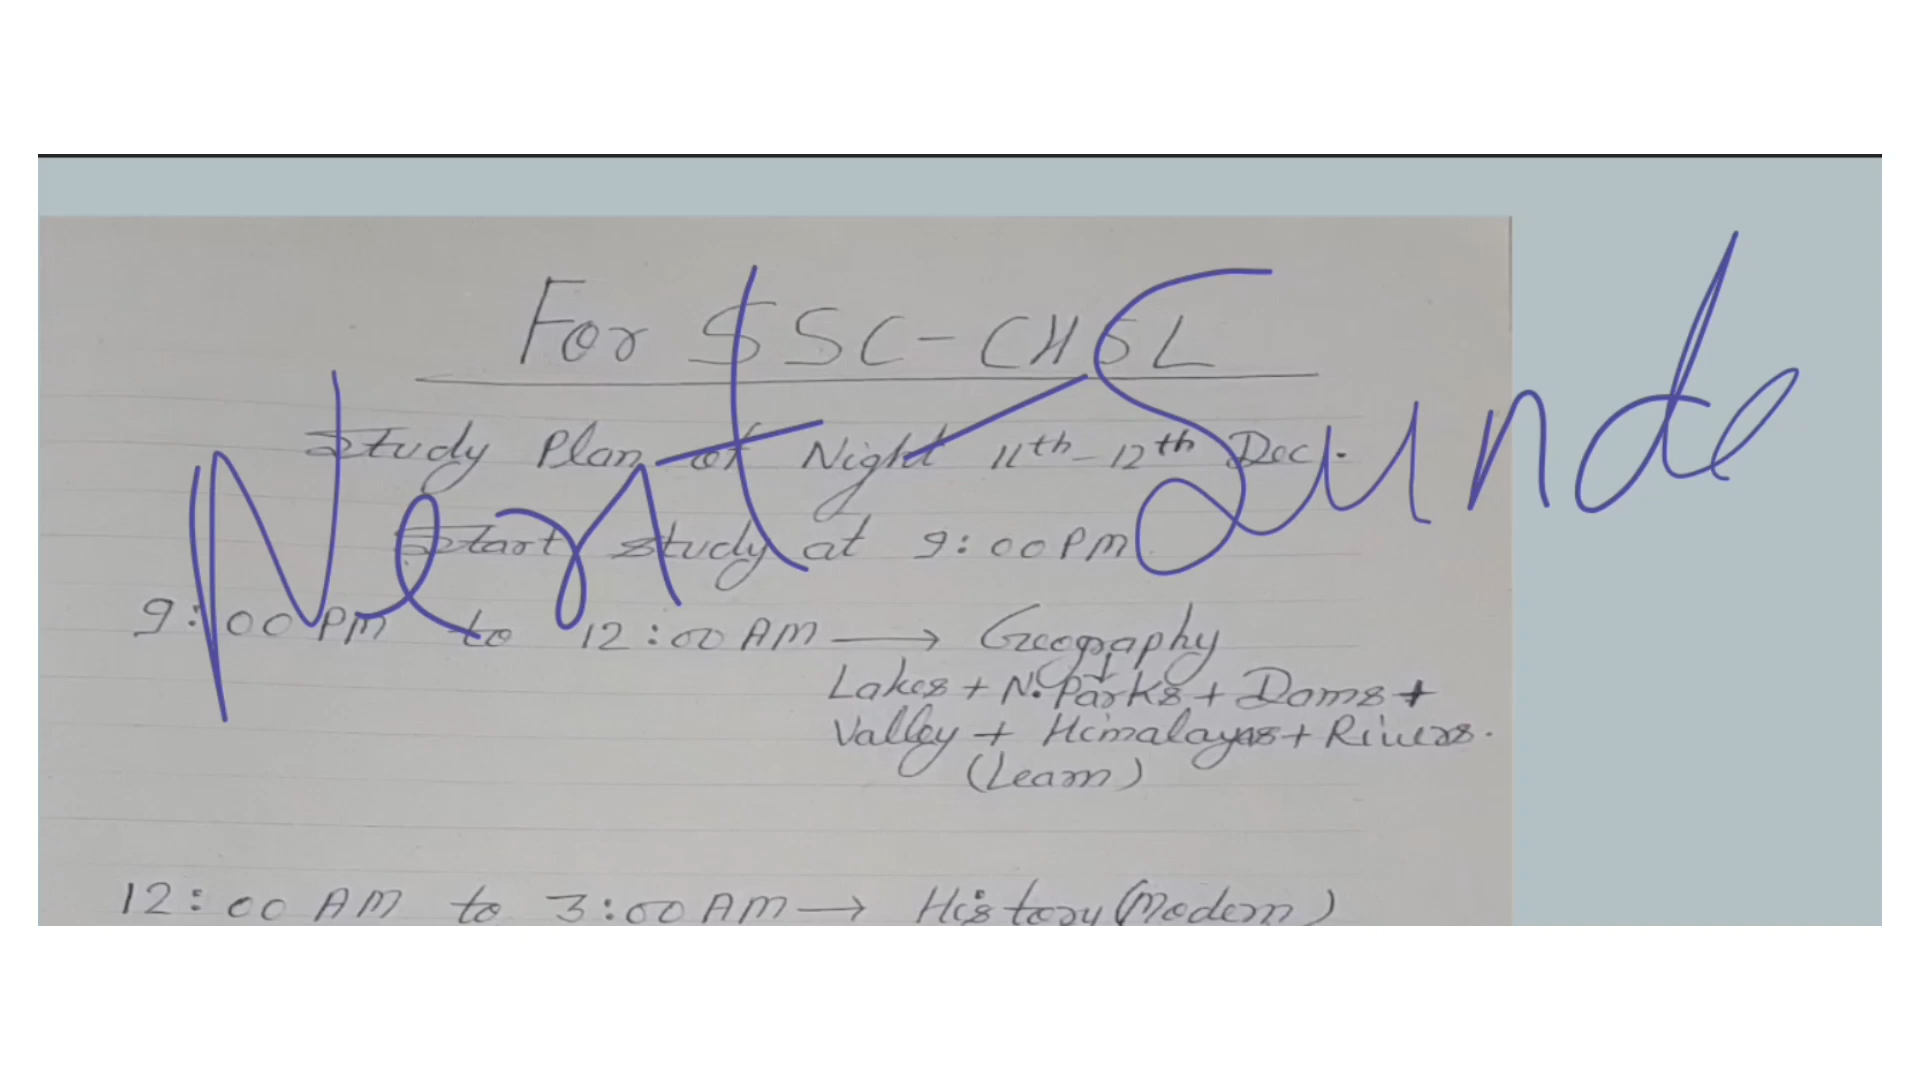 For SSC-CHSL
Study Plan of Night 11th-12th Dec.
Start study at 9:00 PM
9:00 PM to 12:00 AM → Geography
↓
Lakes + N. Parks + Dams +
Valley + Himalayas + Rivers.
(Learn)
12:00 AM to 3:00 AM → History (Modern)
Next Sunde